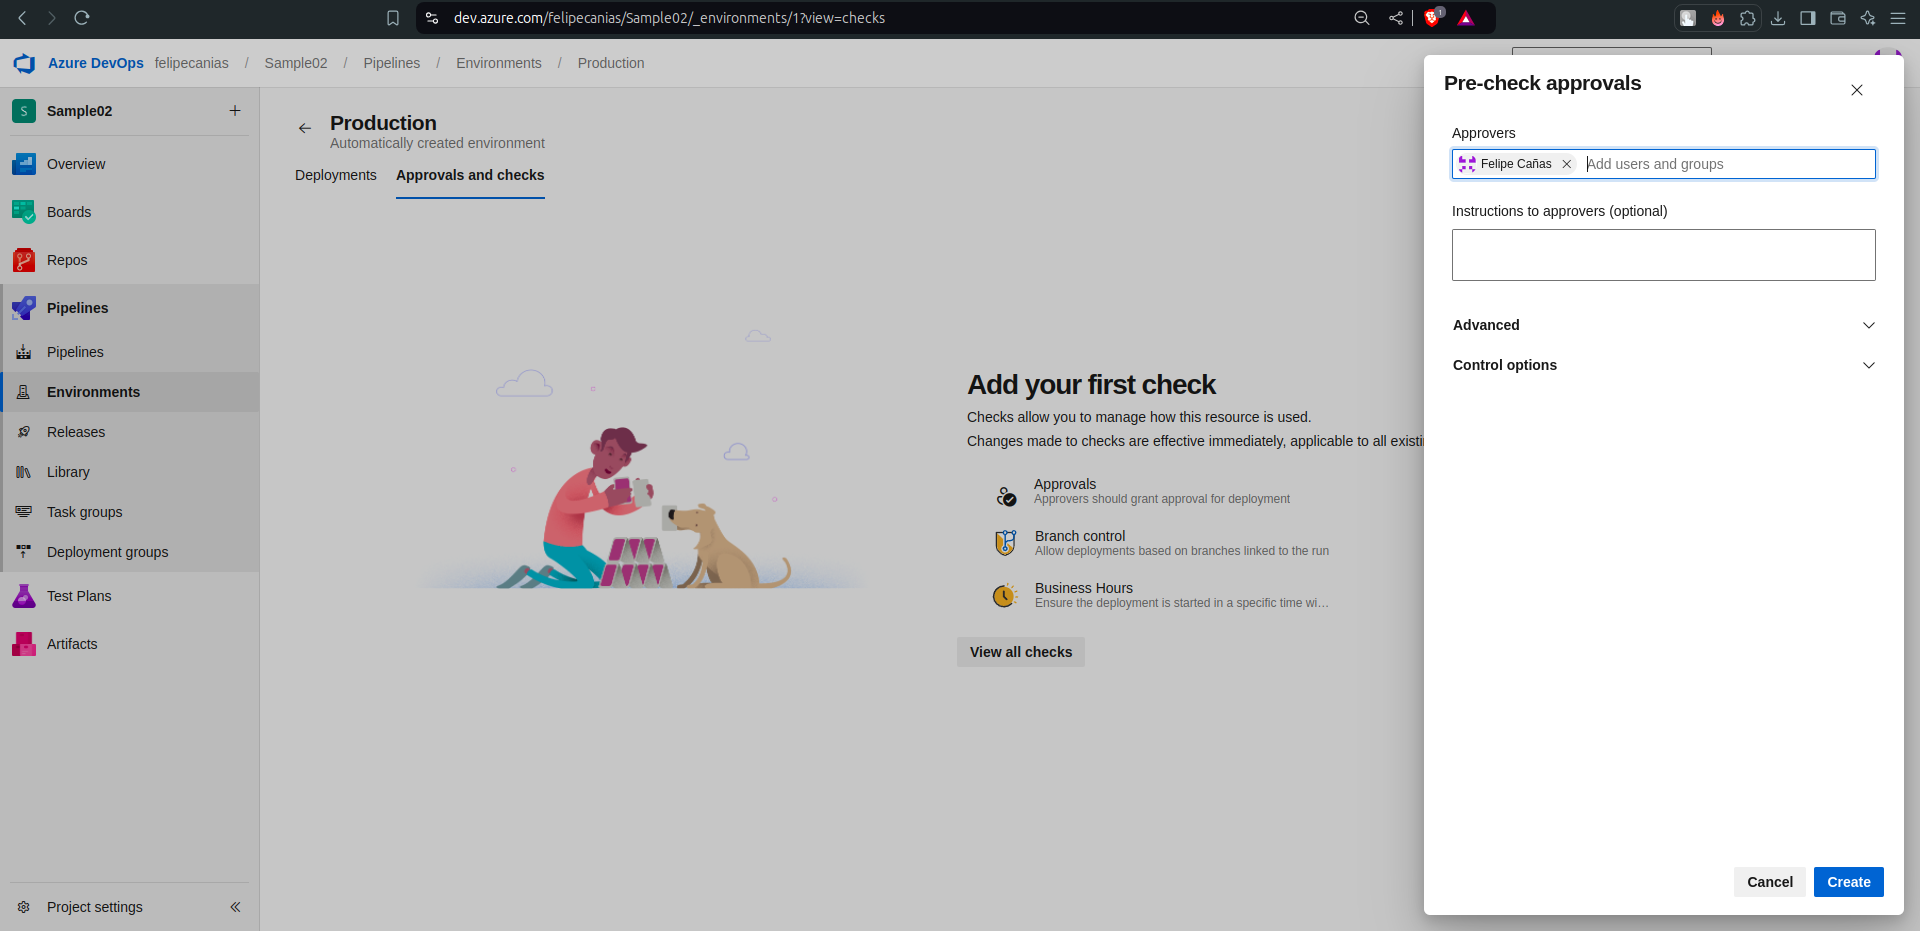 dev.azure.com/felipecanias/Sample02/_environments/1?view=checks
1
Azure DevOps felipecanias / Sample02 / Pipelines / Environments / Production
S Sample02
Overview
Boards
Repos
Pipelines
Pipelines
Environments
Releases
Library
Task groups
Deployment groups
Test Plans
Artifacts
Project settings
Production
Automatically created environment
Deployments Approvals and checks
Add your first check
Checks allow you to manage how this resource is used.
Changes made to checks are effective immediately, applicable to all existi
Approvals
Approvers should grant approval for deployment
Branch control
Allow deployments based on branches linked to the run
Business Hours
Ensure the deployment is started in a specific time wi...
View all checks
Pre-check approvals
Approvers
Felipe Cañas Add users and groups
Instructions to approvers (optional)
Advanced
Control options
Cancel Create